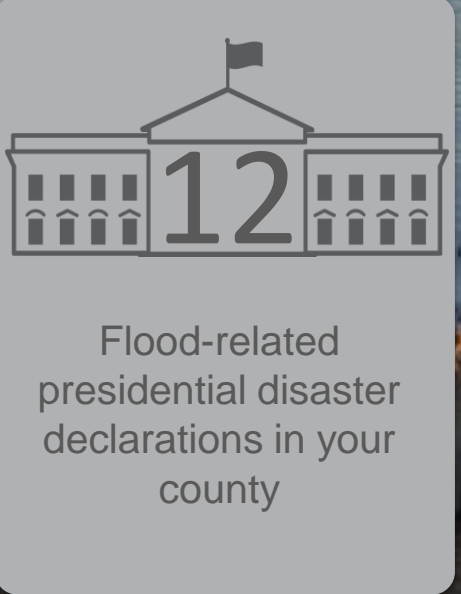 12
Flood-related
presidential disaster
declarations in your
county